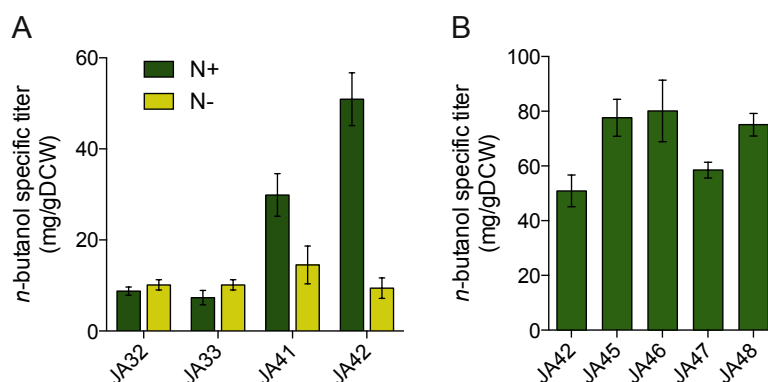 A
n-butanol specific titer
(mg/gDCW)
60
40
20
0
N+
N-
JA32
JA33
JA41
JA42
B
n-butanol specific titer
(mg/gDCW)
100
80
60
40
20
0
JA42
JA45
JA46
JA47
JA48